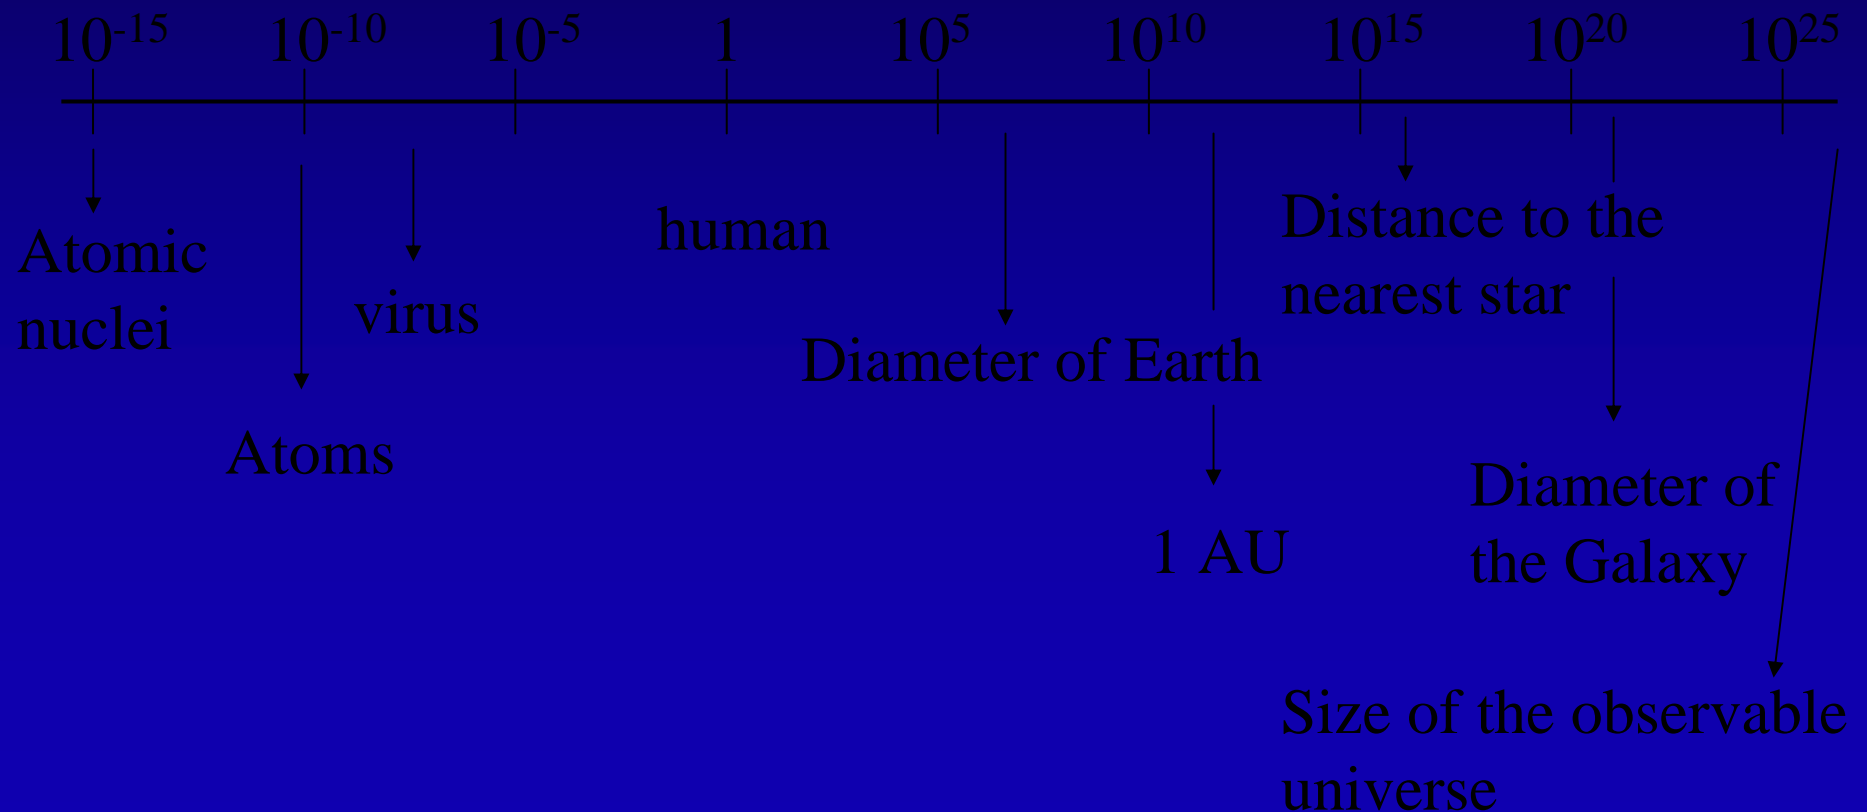 10⁻¹⁵ 10⁻¹⁰ 10⁻⁵ 1 10⁵ 10¹⁰ 10¹⁵ 10²⁰ 10²⁵
Atomic
nuclei
Atoms
virus
human
Diameter of Earth
1 AU
Distance to the
nearest star
Diameter of
the Galaxy
Size of the observable
universe